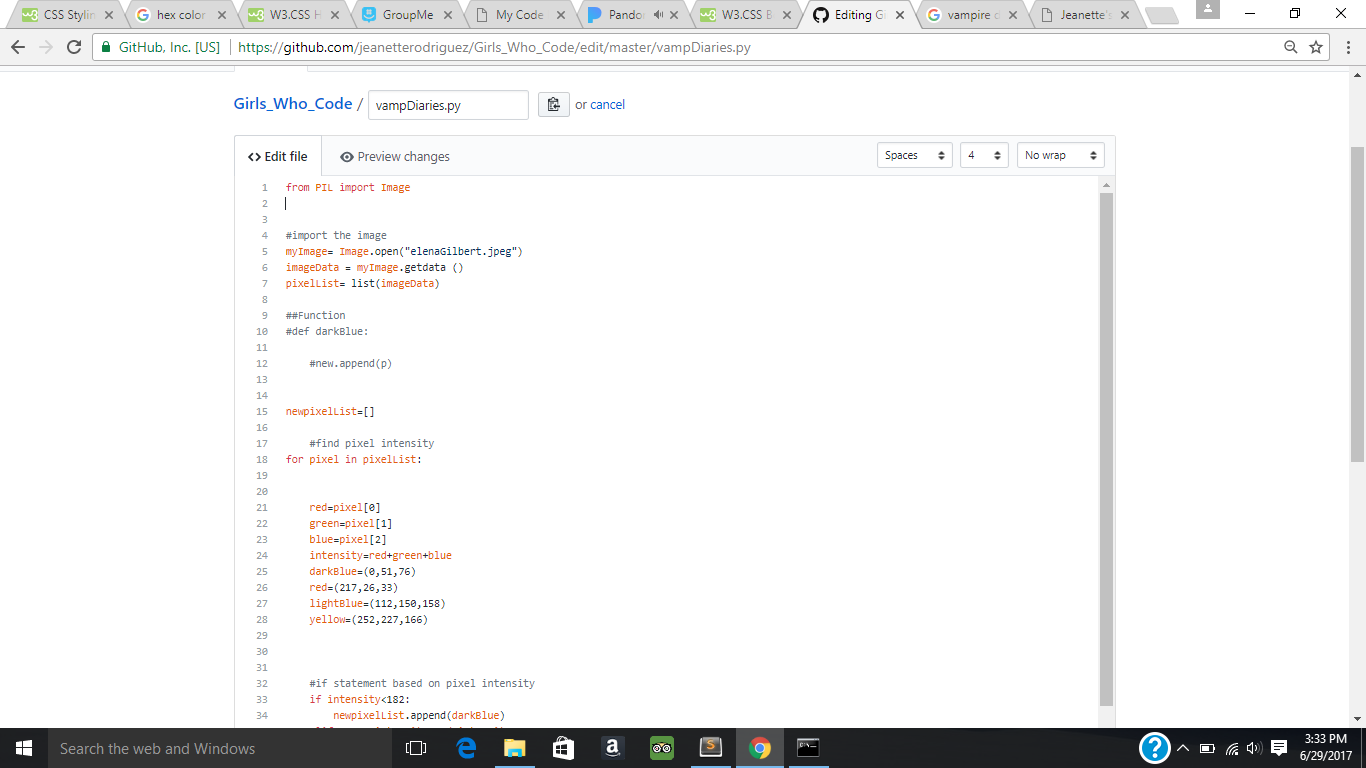 CSS Stylin
hex color
W3.CSS H
GroupMe
My Code
Pandor
W3.CSS B
Editing G
vampire d
Jeanette's
GitHub, Inc. [US] https://github.com/jeanetterodriguez/Girls_Who_Code/edit/master/vampDiaries.py
Girls_Who_Code / vampDiaries.py or cancel
<> Edit file Preview changes Spaces 4 No wrap
1 from PIL import Image
2
3
4 #import the image
5 myImage= Image.open("elenaGilbert.jpeg")
6 imageData = myImage.getdata ()
7 pixelList= list(imageData)
8
9 ##Function
10 #def darkBlue:
11
12 #new.append(p)
13
14
15 newpixelList=[]
16
17 #find pixel intensity
18 for pixel in pixelList:
19
20
21 red=pixel[0]
22 green=pixel[1]
23 blue=pixel[2]
24 intensity=red+green+blue
25 darkBlue=(0,51,76)
26 red=(217,26,33)
27 lightBlue=(112,150,158)
28 yellow=(252,227,166)
29
30
31
32 #if statement based on pixel intensity
33 if intensity<182:
34 newpixelList.append(darkBlue)
Search the web and Windows
3:33 PM
6/29/2017